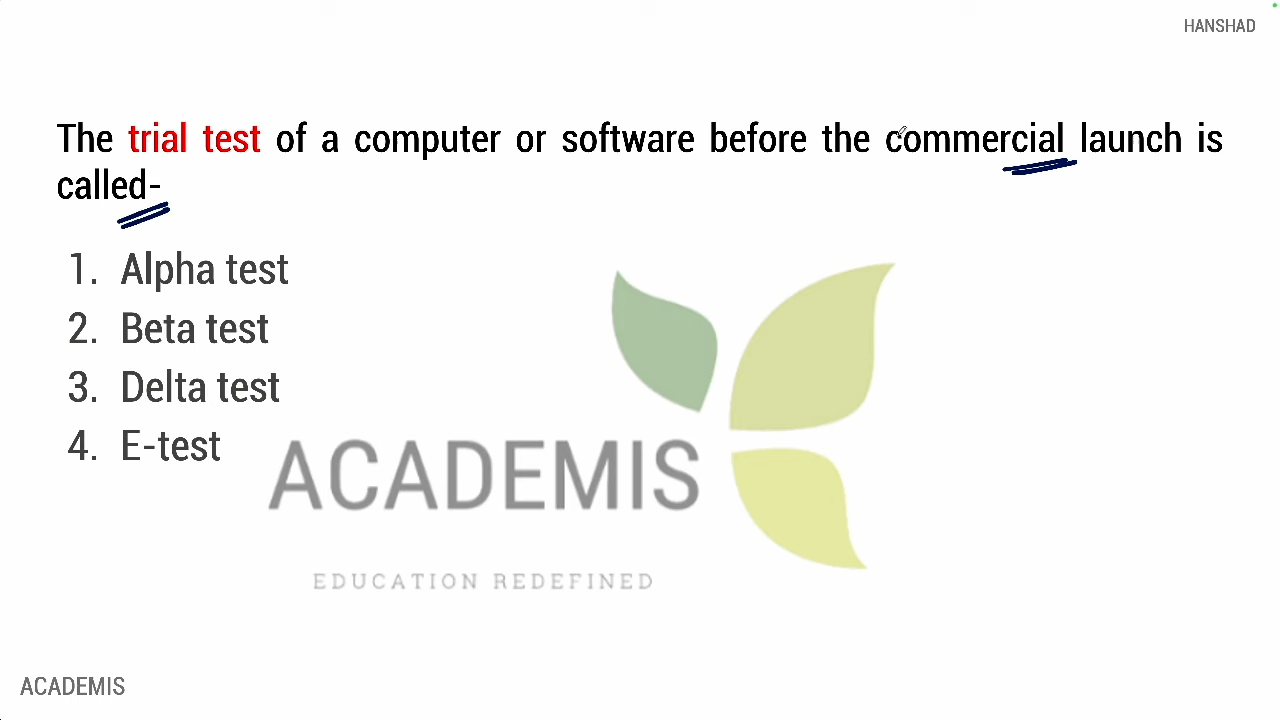 HANSHAD
The trial test of a computer or software before the commercial launch is
called-
1. Alpha test
2. Beta test
3. Delta test
4. E-test
ACADEMIS
EDUCATION REDEFINED
ACADEMIS